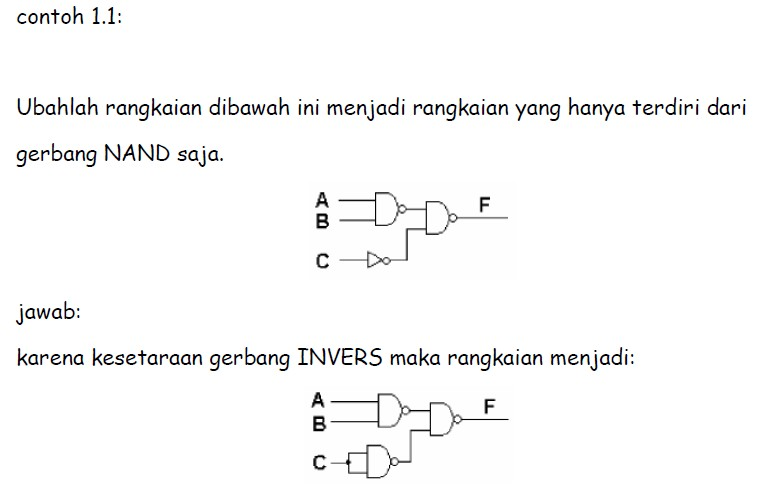 contoh 1.1:
Ubahlah rangkaian dibawah ini menjadi rangkaian yang hanya terdiri dari
gerbang NAND saja.
A
B
F
C
jawab:
karena kesetaraan gerbang INVERS maka rangkaian menjadi:
A
B
F
C